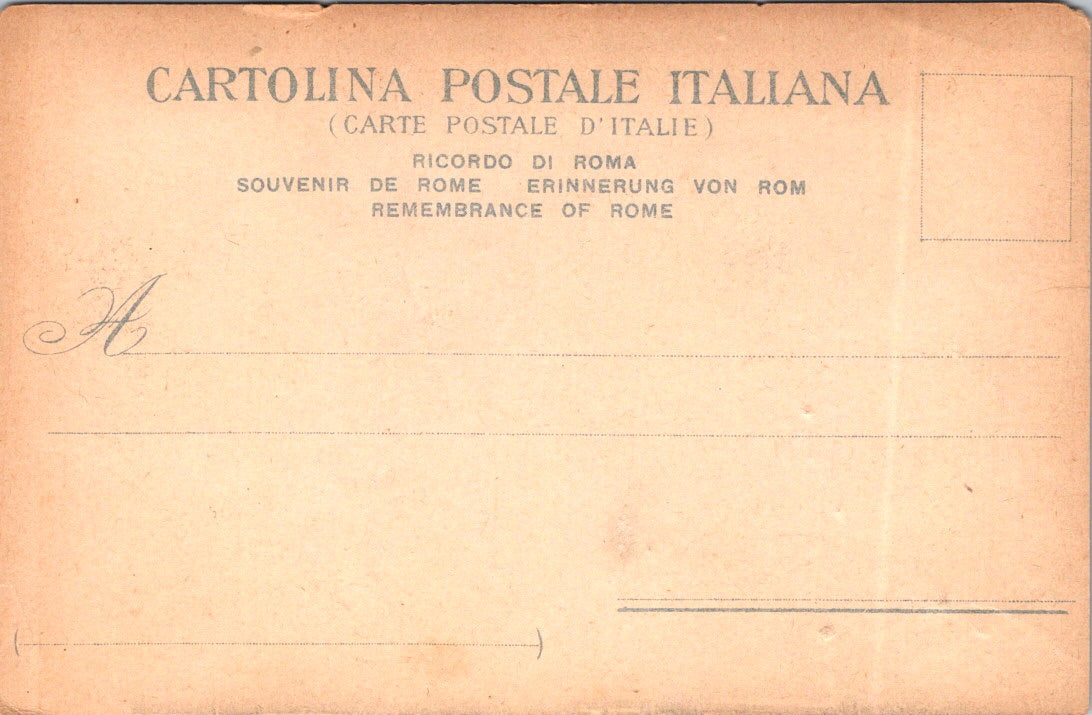 CARTOLINA POSTALE ITALIANA
(CARTE POSTALE D'ITALIE)
RICORDO DI ROMA
SOUVENIR DE ROME ERINNERUNG VON ROM
REMEMBRANCE OF ROME
A
( )